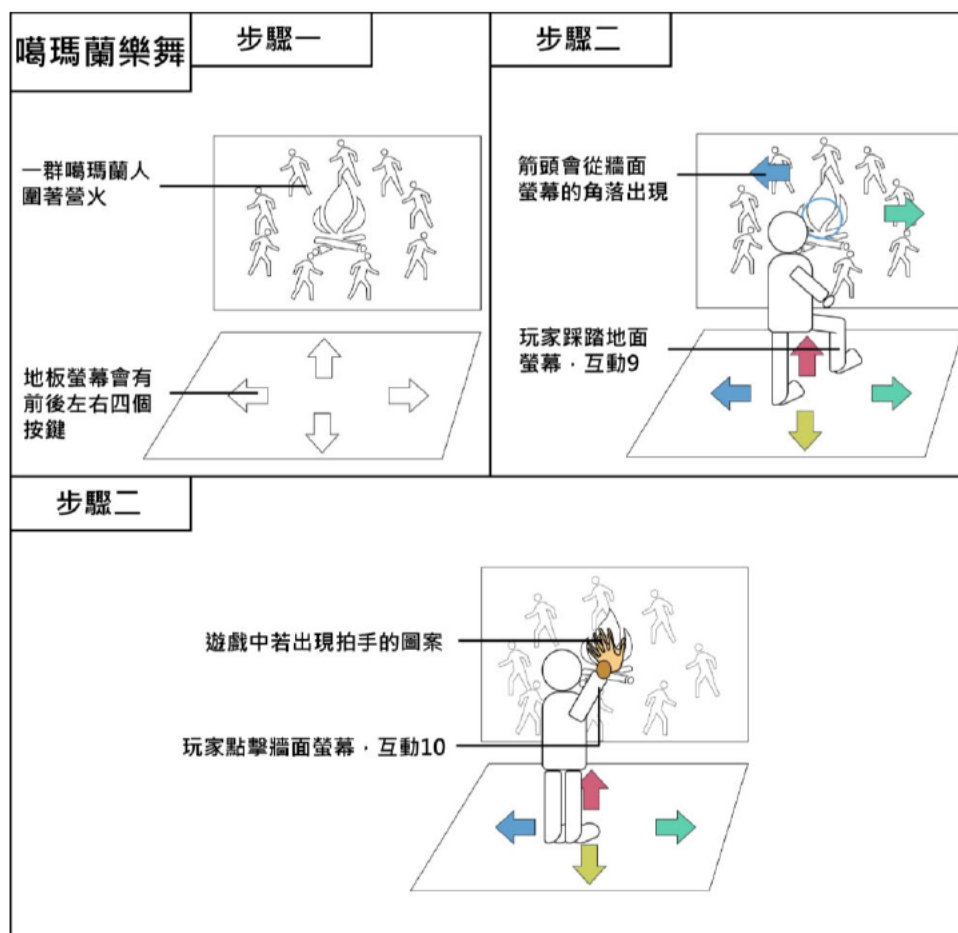 噶瑪蘭樂舞
步驟一
一群噶瑪蘭人
圍著營火
地板螢幕會有
前後左右四個
按鍵
步驟二
箭頭會從牆面
螢幕的角落出現
玩家踩踏地面
螢幕，互動9
步驟二
遊戲中若出現拍手的圖案
玩家點擊牆面螢幕，互動10